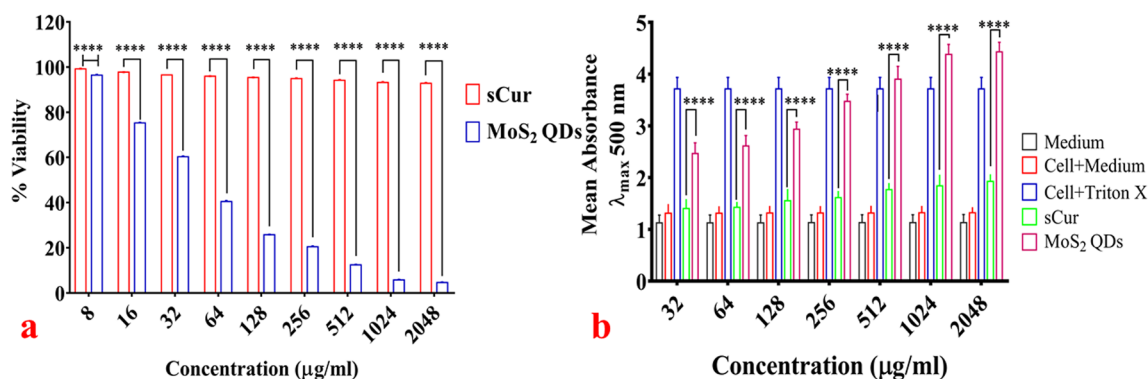 120
100
80
60
40
20
0
% Viability
**** **** **** **** **** **** **** **** ****
sCur
MoS₂ QDs
8 16 32 64 128 256 512 1024 2048
Concentration (µg/ml)
a
5
4
3
2
1
0
Mean Absorbance
λmax 500 nm
**** **** **** **** **** **** ****
Medium
Cell+Medium
Cell+Triton X
sCur
MoS₂ QDs
32 64 128 256 512 1024 2048
Concentration (µg/ml)
b